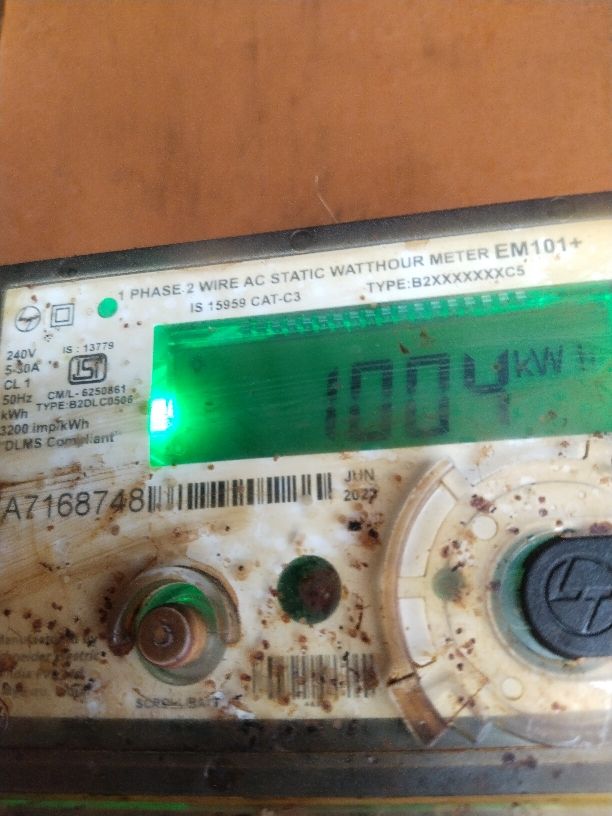 1 PHASE 2 WIRE AC STATIC WATTHOUR METER EM101+
IS 15959 CAT-C3 TYPE:B2XXXXXXXC5
240V
5-30A
CL 1
50Hz
kWh
3200 imp/kWh
DLMS Compliant
IS : 13779
ISI
CM/L- 6250861
TYPE:B2DLC0506
1004 kW
A7168748
JUN
SCROLL/BATT
LT